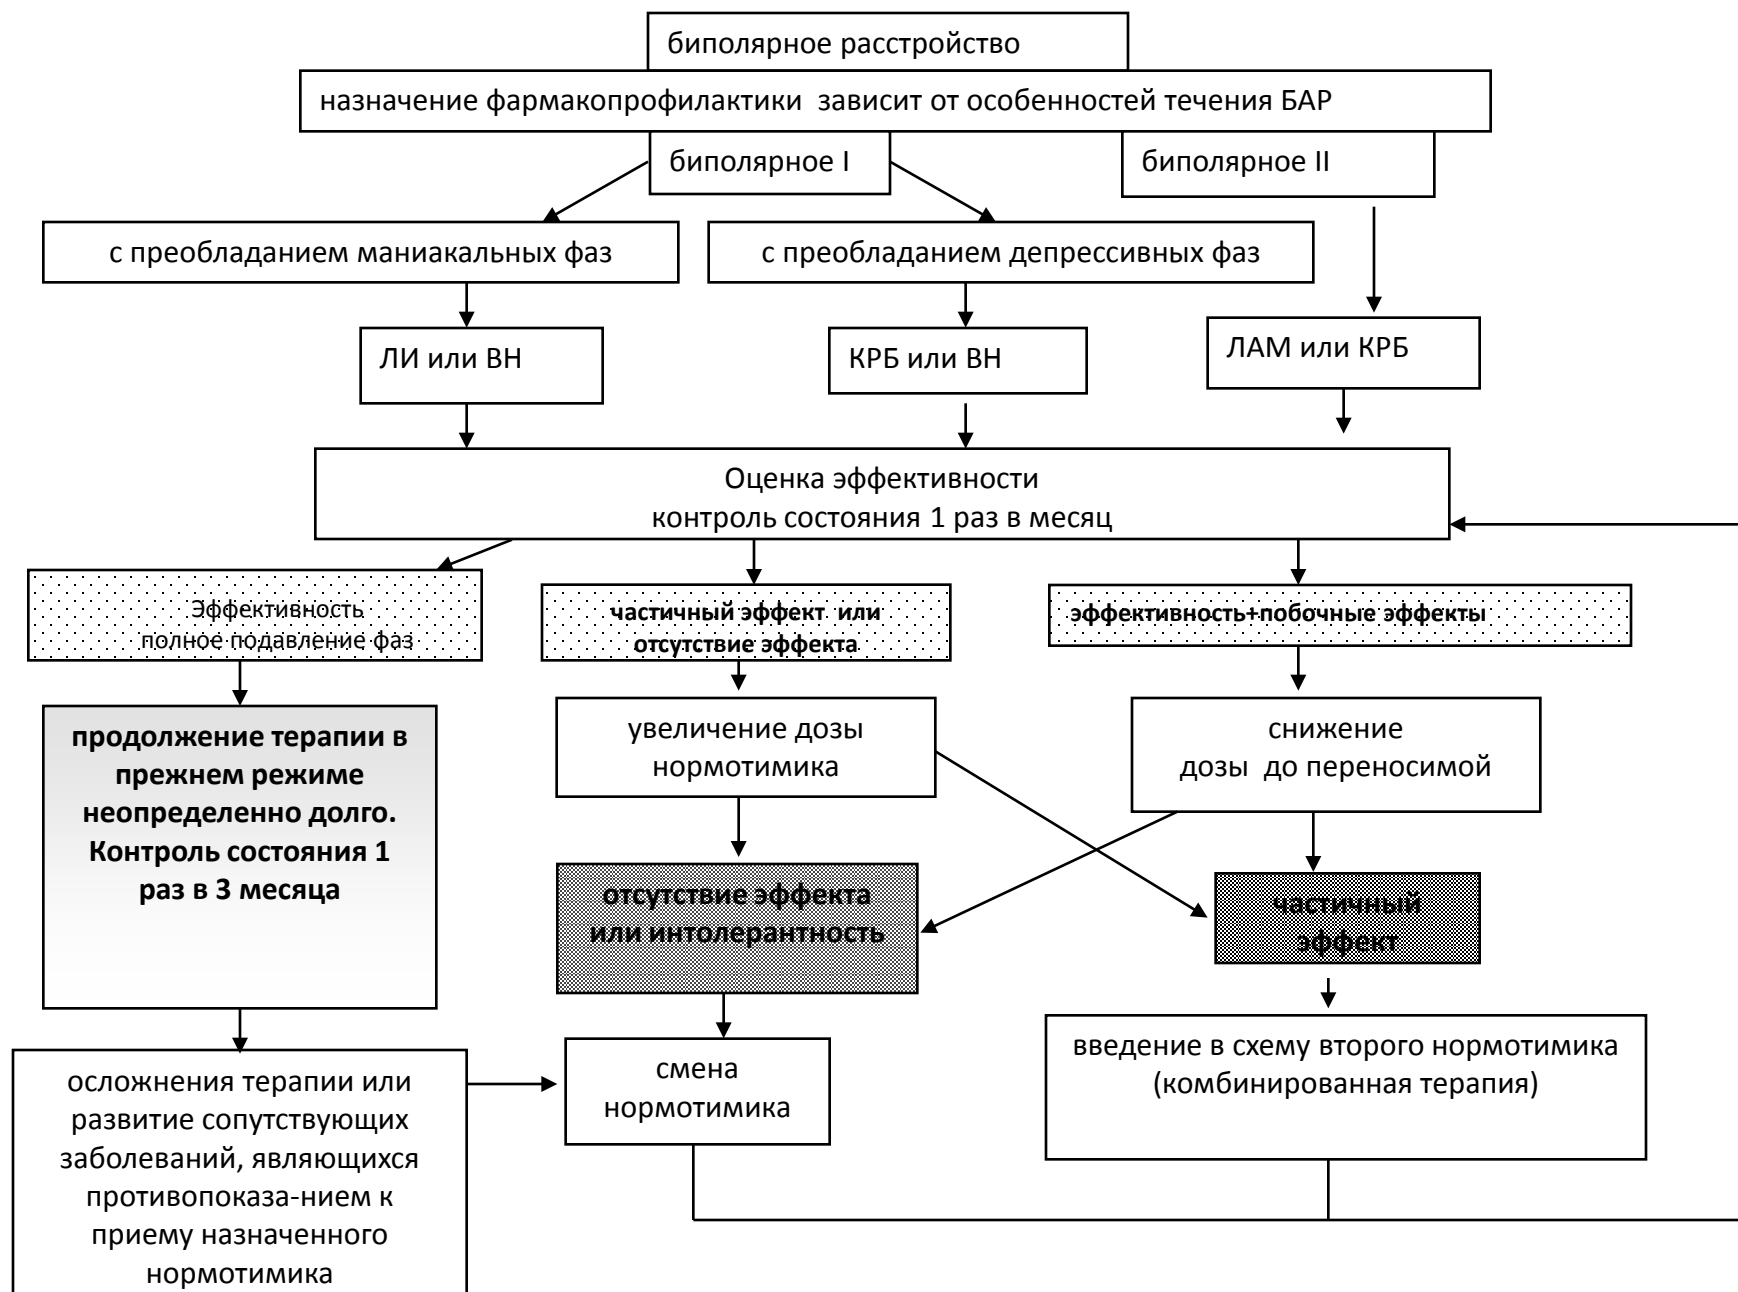 биполярное расстройство
назначение фармакопрофилактики зависит от особенностей течения БАР
биполярное I
биполярное II
с преобладанием маниакальных фаз
с преобладанием депрессивных фаз
ЛИ или ВН
КРБ или ВН
ЛАМ или КРБ
Оценка эффективности
контроль состояния 1 раз в месяц
Эффективность
полное подавление фаз
частичный эффект или
отсутствие эффекта
эффективность+побочные эффекты
продолжение терапии в
прежнем режиме
неопределенно долго.
Контроль состояния 1
раз в 3 месяца
увеличение дозы
нормотимика
снижение
дозы до переносимой
отсутствие эффекта
или интолерантность
частичный
эффект
осложнения терапии или
развитие сопутствующих
заболеваний, являющихся
противопоказа-нием к
приему назначенного
нормотимика
смена
нормотимика
введение в схему второго нормотимика
(комбинированная терапия)